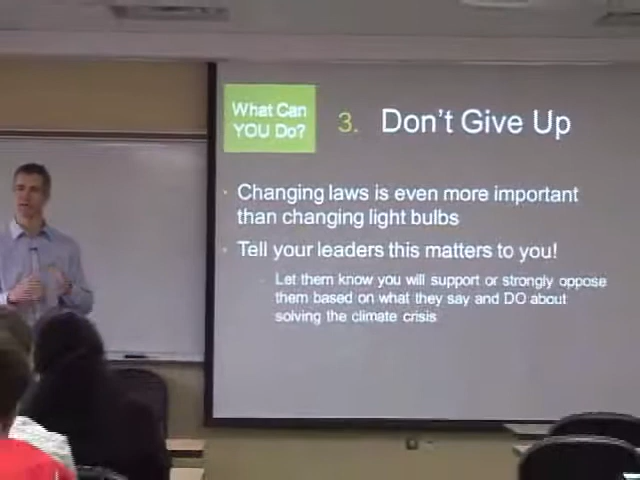 What Can
YOU Do?
3. Don't Give Up
Changing laws is even more important
than changing light bulbs
Tell your leaders this matters to you!
Let them know you will support or strongly oppose
them based on what they say and DO about
solving the climate crisis